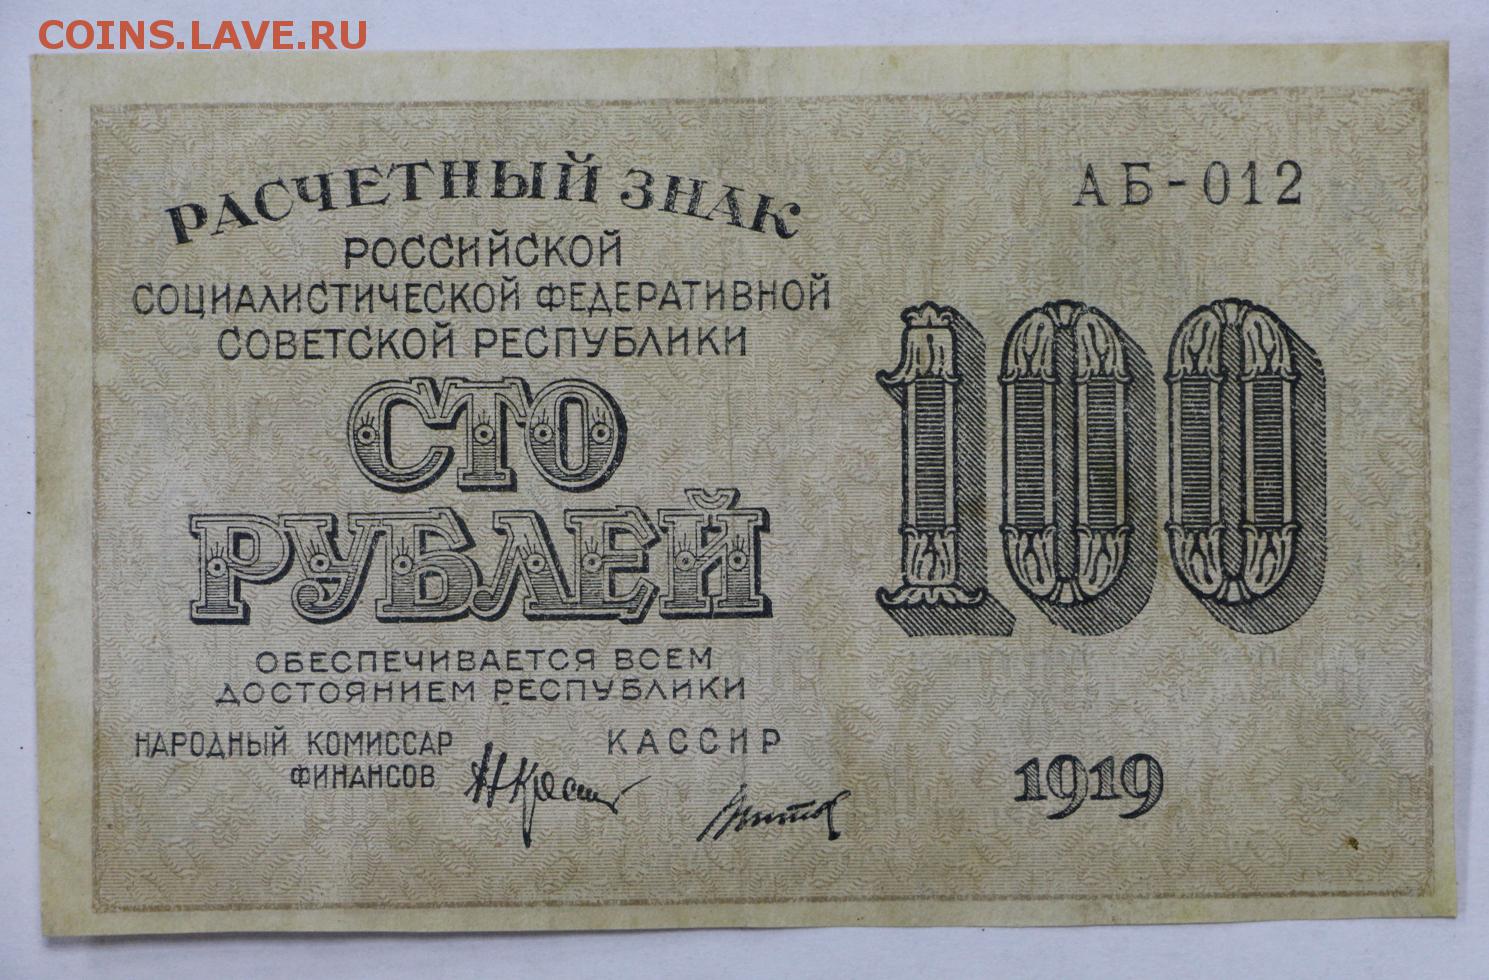 COINS.LAVE.RU
РАСЧЕТНЫЙ ЗНАК
РОССИЙСКОЙ
СОЦИАЛИСТИЧЕСКОЙ ФЕДЕРАТИВНОЙ
СОВЕТСКОЙ РЕСПУБЛИКИ
СТО
РУБЛЕЙ
ОБЕСПЕЧИВАЕТСЯ ВСЕМ
ДОСТОЯНИЕМ РЕСПУБЛИКИ
НАРОДНЫЙ КОМИССАР
ФИНАНСОВ
КАССИР
АБ-012
100
1919